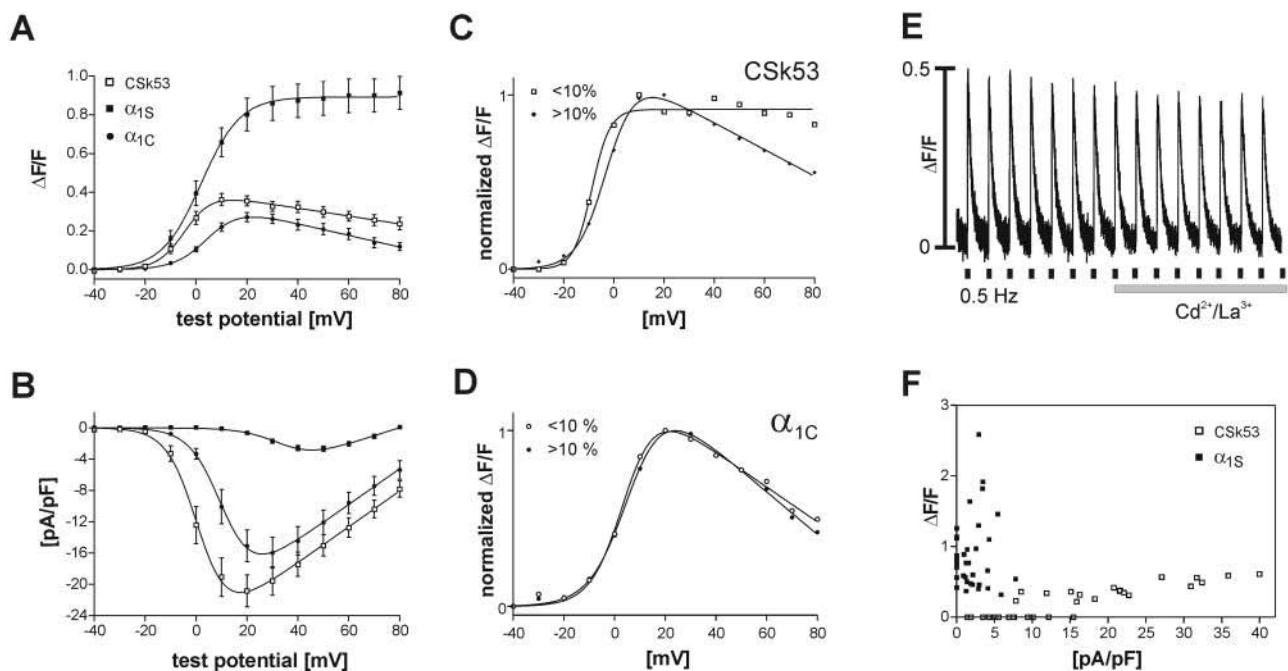 A
1.0
0.8
0.6
0.4
0.2
0.0
ΔF/F
CSk53
α1S
α1C
-40 -20 0 20 40 60 80
test potential [mV]
B
0
-4
-8
-12
-16
-20
-24
[pA/pF]
-40 -20 0 20 40 60 80
test potential [mV]
C
CSk53
<10%
>10%
1
0
normalized ΔF/F
-40 -20 0 20 40 60 80
[mV]
D
α1C
<10 %
>10 %
1
0
normalized ΔF/F
-40 -20 0 20 40 60 80
[mV]
E
0.5
0
ΔF/F
0.5 Hz
Cd²⁺/La³⁺
F
3
2
1
0
ΔF/F
CSk53
α1S
0 5 10 15 20 25 30 35 40
[pA/pF]